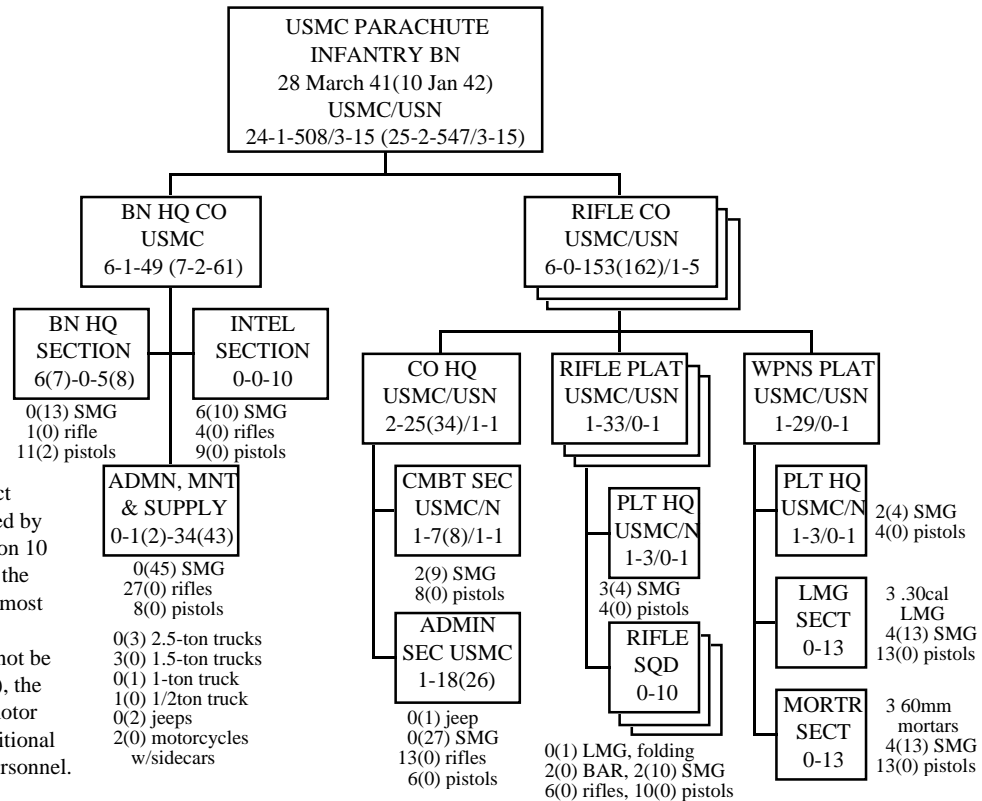 USMC PARACHUTE
INFANTRY BN
28 March 41(10 Jan 42)
USMC/USN
24-1-508/3-15 (25-2-547/3-15)
BN HQ CO
USMC
6-1-49 (7-2-61)
RIFLE CO
USMC/USN
6-0-153(162)/1-5
BN HQ
SECTION
6(7)-0-5(8)
0(13) SMG
1(0) rifle
11(2) pistols
INTEL
SECTION
0-0-10
6(10) SMG
4(0) rifles
9(0) pistols
ADMN, MNT
& SUPPLY
0-1(2)-34(43)
0(45) SMG
27(0) rifles
8(0) pistols
0(3) 2.5-ton trucks
3(0) 1.5-ton trucks
0(1) 1-ton truck
1(0) 1/2ton truck
0(2) jeeps
2(0) motorcycles
w/sidecars
CO HQ
USMC/USN
2-25(34)/1-1
CMBT SEC
USMC/N
1-7(8)/1-1
2(9) SMG
8(0) pistols
ADMIN
SEC USMC
1-18(26)
0(1) jeep
0(27) SMG
13(0) rifles
6(0) pistols
RIFLE PLAT
USMC/USN
1-33/0-1
PLT HQ
USMC/N
1-3/0-1
3(4) SMG
4(0) pistols
RIFLE
SQD
0-10
0(1) LMG, folding
2(0) BAR, 2(10) SMG
6(0) rifles, 10(0) pistols
WPNS PLAT
USMC/USN
1-29/0-1
PLT HQ
USMC/N
1-3/0-1
2(4) SMG
4(0) pistols
LMG
SECT
0-13
3 .30cal
LMG
4(13) SMG
13(0) pistols
MORTR
SECT
0-13
3 60mm
mortars
4(13) SMG
13(0) pistols
ct
ed by
on 10
the
most
not be
), the
otor
itional
rsonnel.